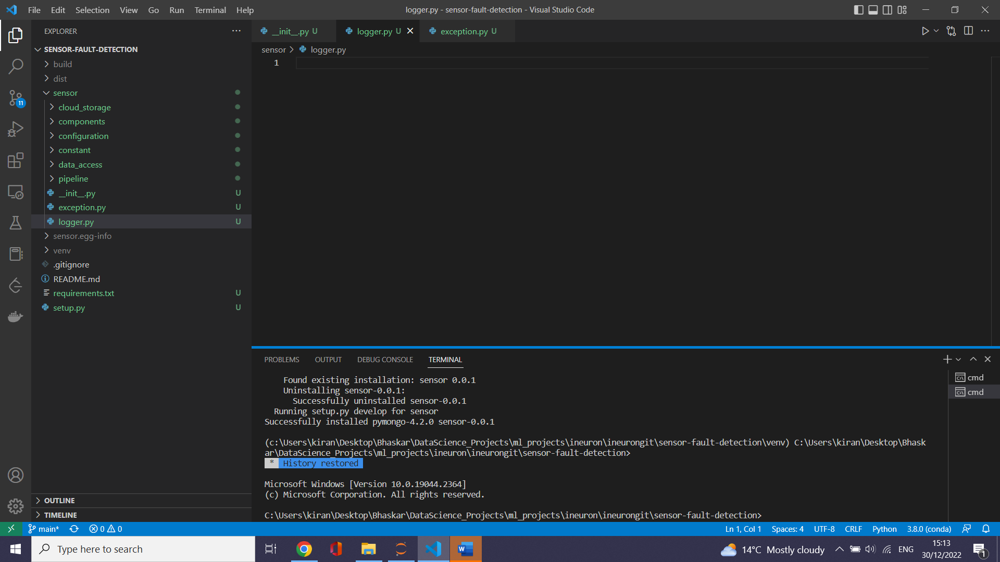 File Edit Selection View Go Run Terminal Help
logger.py - sensor-fault-detection - Visual Studio Code
EXPLORER
SENSOR-FAULT-DETECTION
build
dist
sensor
cloud_storage
components
configuration
constant
data_access
pipeline
__init__.py U
exception.py U
logger.py U
sensor.egg-info
venv
.gitignore
README.md
requirements.txt U
setup.py U
OUTLINE
TIMELINE
11
__init__.py U
logger.py U
exception.py U
sensor > logger.py
1
PROBLEMS OUTPUT DEBUG CONSOLE TERMINAL
Found existing installation: sensor 0.0.1
Uninstalling sensor-0.0.1:
Successfully uninstalled sensor-0.0.1
Running setup.py develop for sensor
Successfully installed pymongo-4.2.0 sensor-0.0.1
(c:\Users\kiran\Desktop\Bhaskar\DataScience_Projects\ml_projects\ineuron\ineurongit\sensor-fault-detection\venv) C:\Users\kiran\Desktop\Bhask
ar\DataScience_Projects\ml_projects\ineuron\ineurongit\sensor-fault-detection>
* History restored
Microsoft Windows [Version 10.0.19044.2364]
(c) Microsoft Corporation. All rights reserved.
C:\Users\kiran\Desktop\Bhaskar\DataScience_Projects\ml_projects\ineuron\ineurongit\sensor-fault-detection>
cmd
cmd
main* 0 0
Ln 1, Col 1 Spaces: 4 UTF-8 CRLF Python 3.8.0 (conda)
Type here to search
14°C Mostly cloudy
ENG
15:13
30/12/2022
1